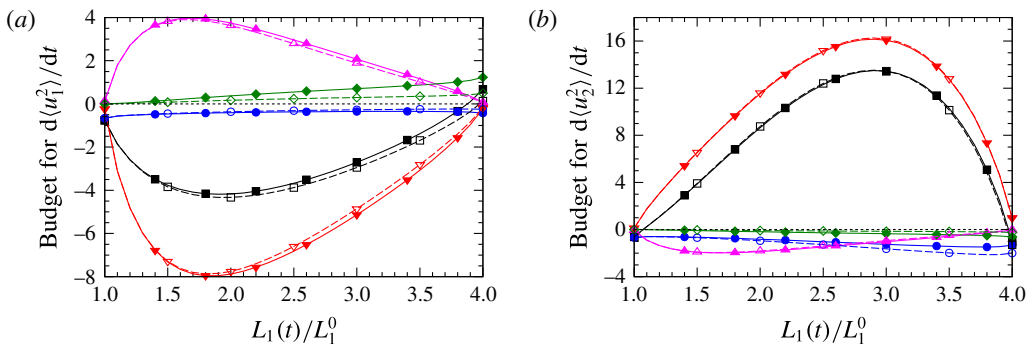 (a)
Budget for d⟨u₁²⟩/dt
4
2
0
−2
−4
−6
−8
1.0 1.5 2.0 2.5 3.0 3.5 4.0
L₁(t)/L₁⁰
(b)
Budget for d⟨u₂²⟩/dt
16
12
8
4
0
−4
1.0 1.5 2.0 2.5 3.0 3.5 4.0
L₁(t)/L₁⁰